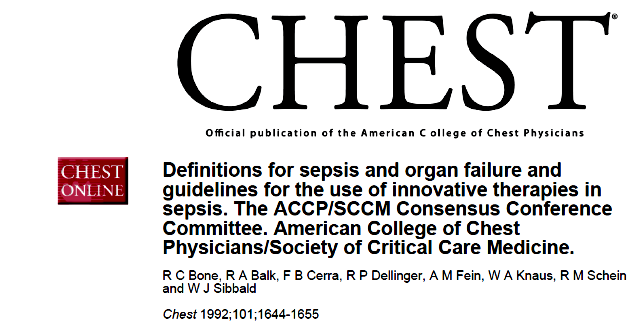 CHEST®
Official publication of the American C ollege of Chest Physicians
CHEST
ONLINE
Definitions for sepsis and organ failure and
guidelines for the use of innovative therapies in
sepsis. The ACCP/SCCM Consensus Conference
Committee. American College of Chest
Physicians/Society of Critical Care Medicine.
R C Bone, R A Balk, F B Cerra, R P Dellinger, A M Fein, W A Knaus, R M Schein
and W J Sibbald
Chest 1992;101;1644-1655